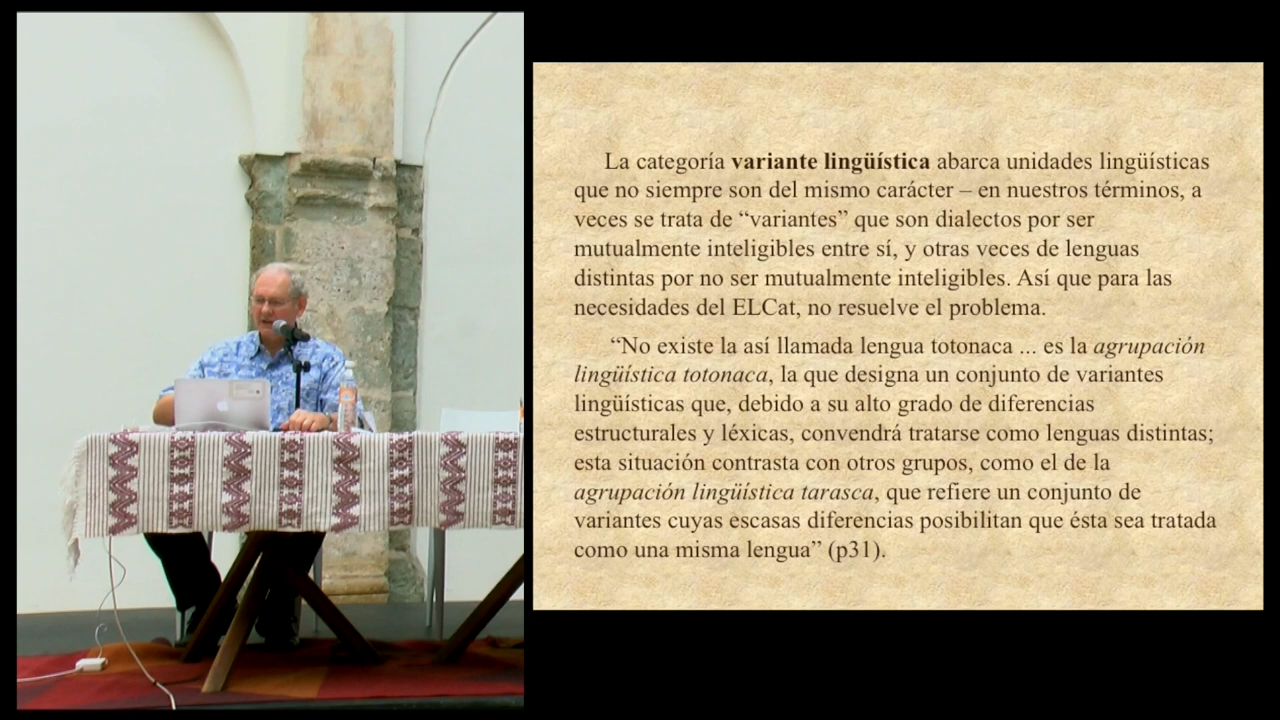 La categoría variante lingüística abarca unidades lingüísticas
que no siempre son del mismo carácter – en nuestros términos, a
veces se trata de “variantes” que son dialectos por ser
mutualmente inteligibles entre sí, y otras veces de lenguas
distintas por no ser mutualmente inteligibles. Así que para las
necesidades del ELCat, no resuelve el problema.
“No existe la así llamada lengua totonaca ... es la agrupación
lingüística totonaca, la que designa un conjunto de variantes
lingüísticas que, debido a su alto grado de diferencias
estructurales y léxicas, convendrá tratarse como lenguas distintas;
esta situación contrasta con otros grupos, como el de la
agrupación lingüística tarasca, que refiere un conjunto de
variantes cuyas escasas diferencias posibilitan que ésta sea tratada
como una misma lengua” (p31).